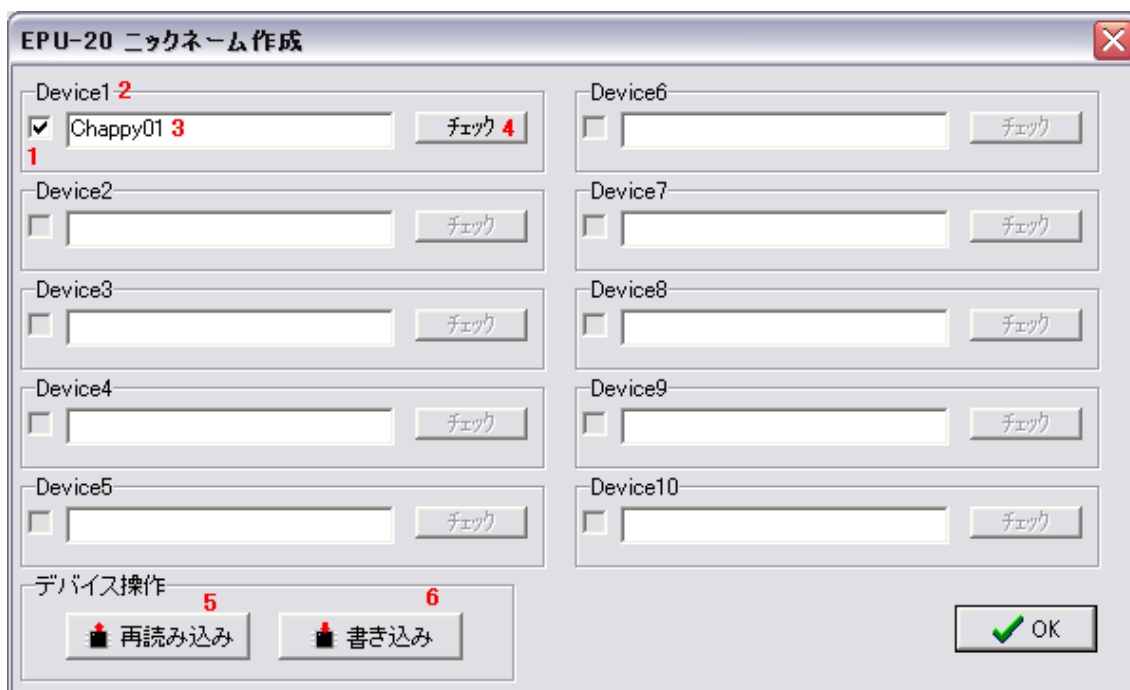 EPU-20 ニックネーム作成
Device1 2
1
Chappy01 3
チェック 4
Device2
チェック
Device3
チェック
Device4
チェック
Device5
チェック
Device6
チェック
Device7
チェック
Device8
チェック
Device9
チェック
Device10
チェック
デバイス操作
5
再読み込み
6
書き込み
OK